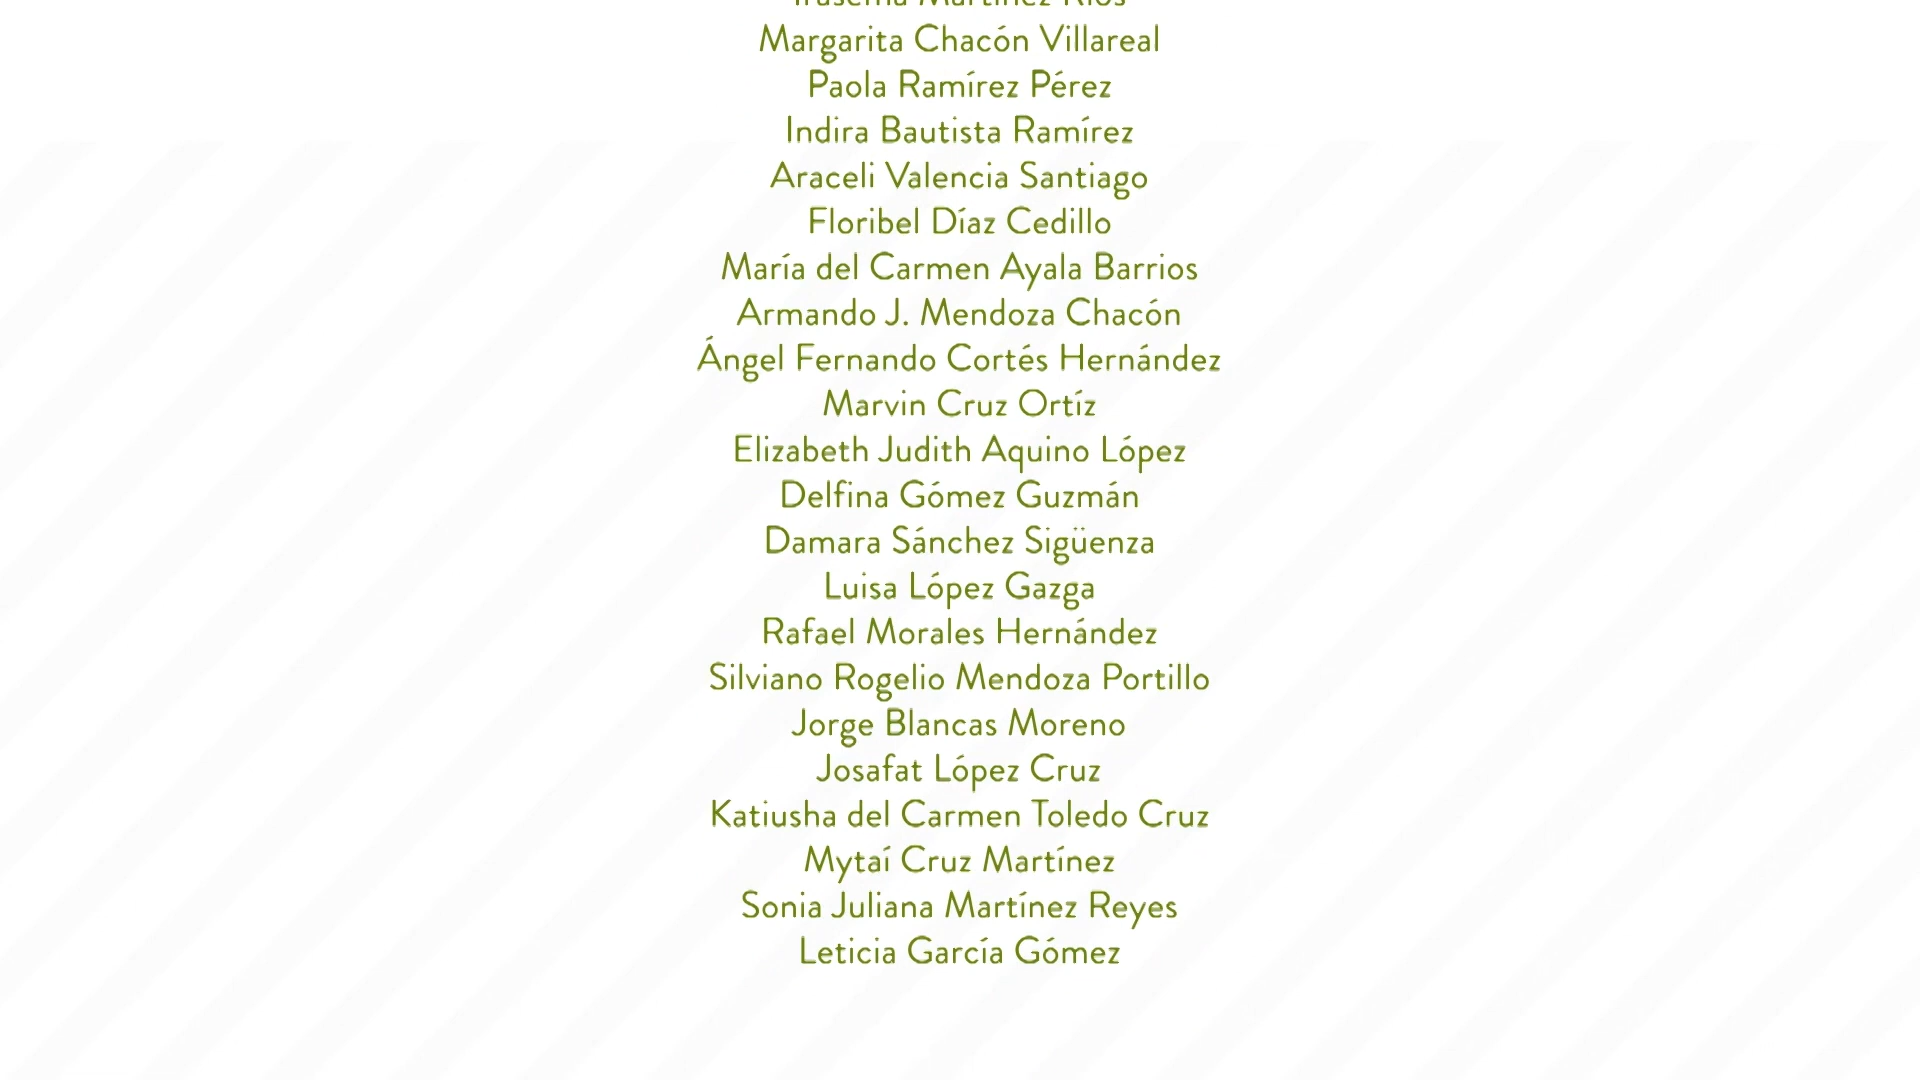 Martínez Ríos
Margarita Chacón Villareal
Paola Ramírez Pérez
Indira Bautista Ramírez
Araceli Valencia Santiago
Floribel Díaz Cedillo
María del Carmen Ayala Barrios
Armando J. Mendoza Chacón
Ángel Fernando Cortés Hernández
Marvin Cruz Ortíz
Elizabeth Judith Aquino López
Delfina Gómez Guzmán
Damara Sánchez Sigüenza
Luisa López Gazga
Rafael Morales Hernández
Silviano Rogelio Mendoza Portillo
Jorge Blancas Moreno
Josafat López Cruz
Katiusha del Carmen Toledo Cruz
Mytaí Cruz Martínez
Sonia Juliana Martínez Reyes
Leticia García Gómez